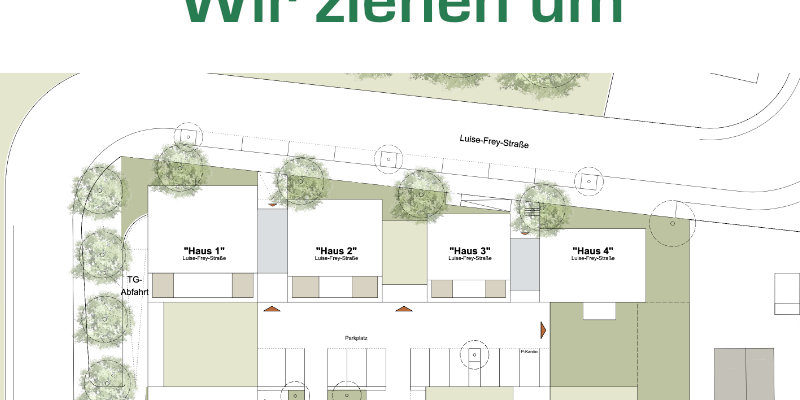 Wir ziehen um
Luise-Frey-Straße
"Haus 1"
Luise-Frey-Straße
"Haus 2"
Luise-Frey-Straße
"Haus 3"
Luise-Frey-Straße
"Haus 4"
Luise-Frey-Straße
TG-
Abfahrt
Parkplatz